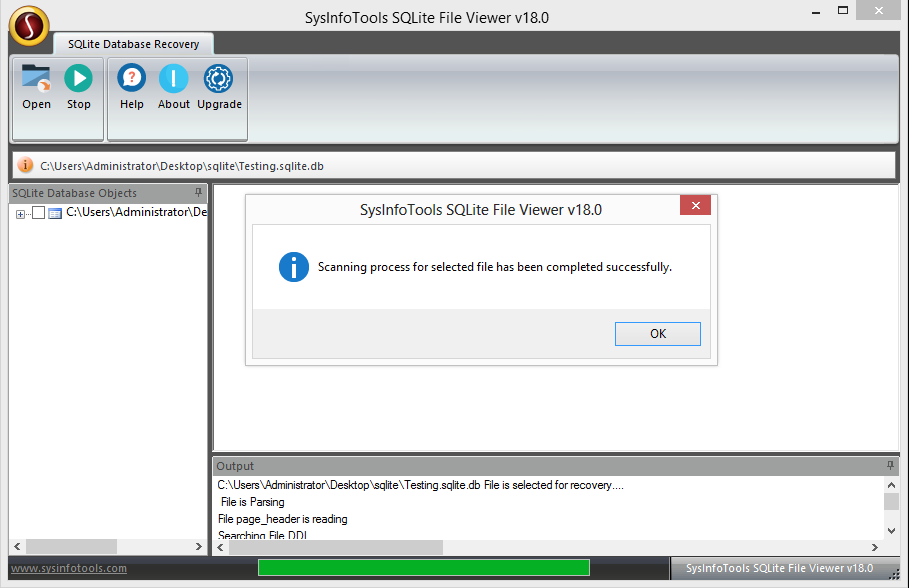 SysInfoTools SQLite File Viewer v18.0
SQLite Database Recovery
Open Stop Help About Upgrade
C:\Users\Administrator\Desktop\sqlite\Testing.sqlite.db
SQLite Database Objects
C:\Users\Administrator\De
SysInfoTools SQLite File Viewer v18.0
Scanning process for selected file has been completed successfully.
OK
Output
C:\Users\Administrator\Desktop\sqlite\Testing.sqlite.db File is selected for recovery....
File is Parsing
File page_header is reading
Searching File DDL
www.sysinfotools.com
SysInfoTools SQLite File Viewer v18.0